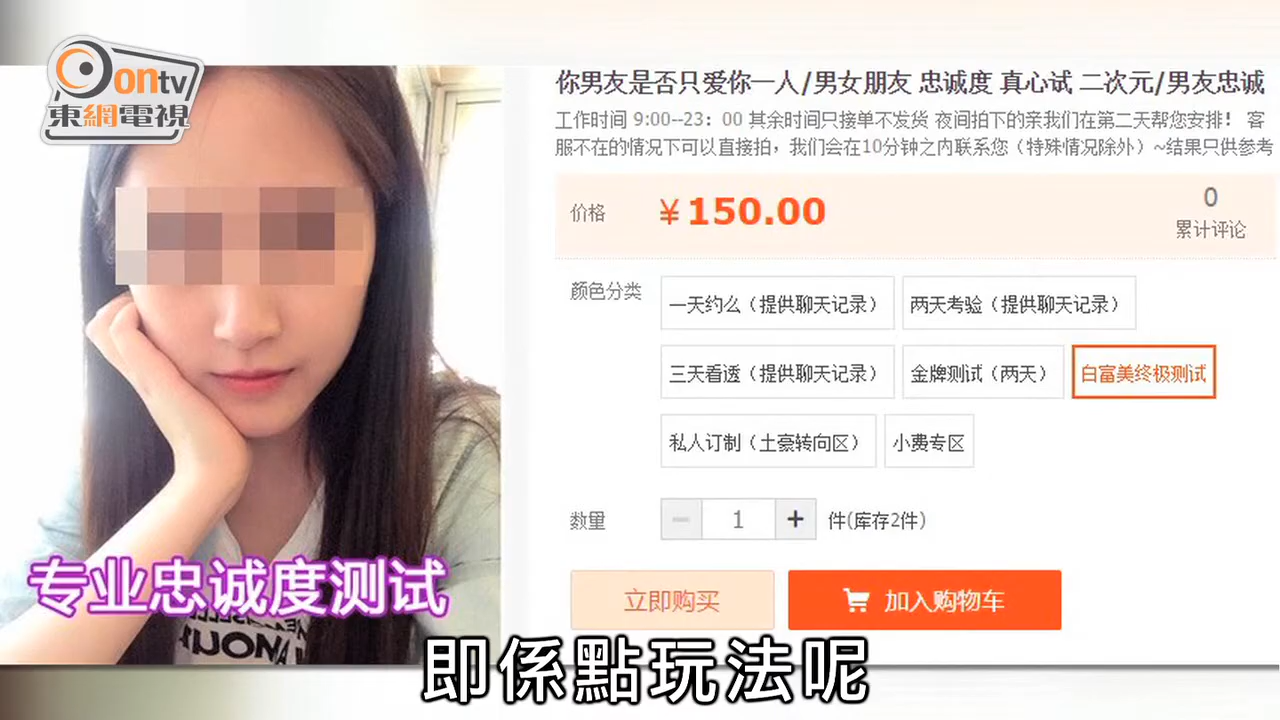 ontv
東網電視
你男友是否只爱你一人/男女朋友 忠诚度 真心试 二次元/男友忠诚
工作时间 9:00--23：00 其余时间只接单不发货 夜间拍下的亲我们在第二天帮您安排！ 客
服不在的情况下可以直接拍，我们会在10分钟之内联系您（特殊情况除外）~结果只供参考
价格
¥150.00
0
累计评论
颜色分类
一天约么（提供聊天记录）
两天考验（提供聊天记录）
三天看透（提供聊天记录）
金牌测试（两天）
白富美终极测试
私人订制（土豪转向区）
小费专区
数量
− 1 +
件(库存2件)
立即购买
加入购物车
专业忠诚度测试
即係點玩法呢